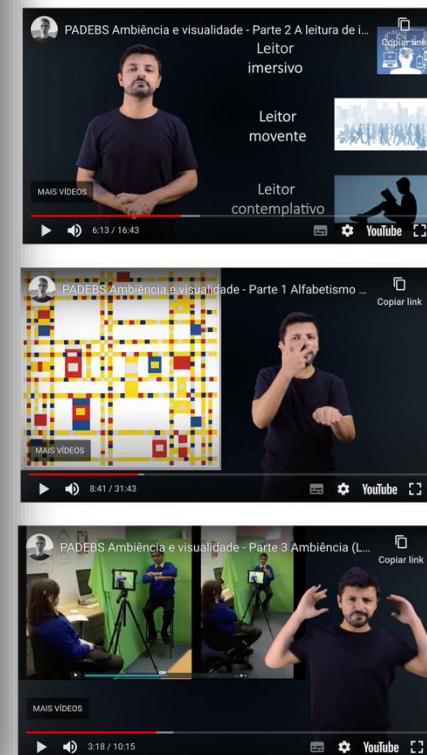 PADEBS Ambiência e visualidade - Parte 2 A leitura de i...
Copiar link
Leitor
imersivo
Leitor
movente
Leitor
contemplativo
MAIS VÍDEOS
6:13 / 16:43
YouTube
PADEBS Ambiência e visualidade - Parte 1 Alfabetismo ...
Copiar link
MAIS VÍDEOS
8:41 / 31:43
YouTube
PADEBS Ambiência e visualidade - Parte 3 Ambiência (L...
Copiar link
MAIS VÍDEOS
3:18 / 10:15
YouTube